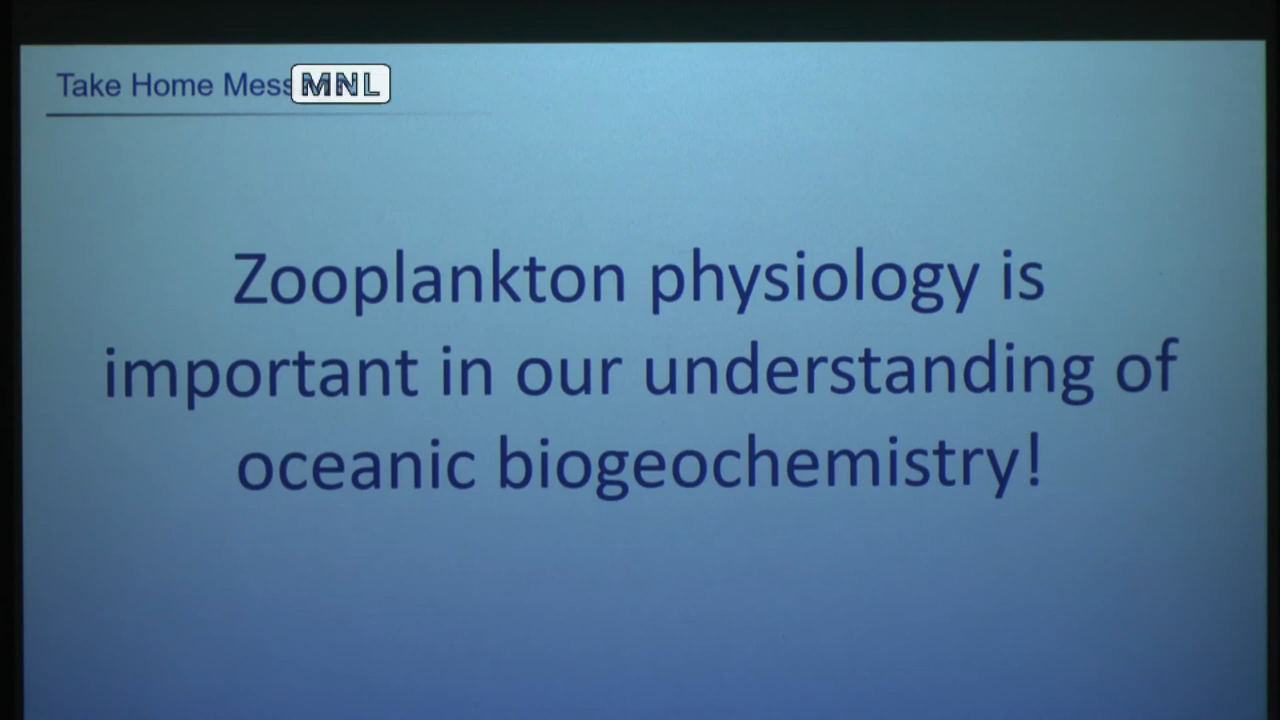 Take Home Mess
MNL
Zooplankton physiology is
important in our understanding of
oceanic biogeochemistry!